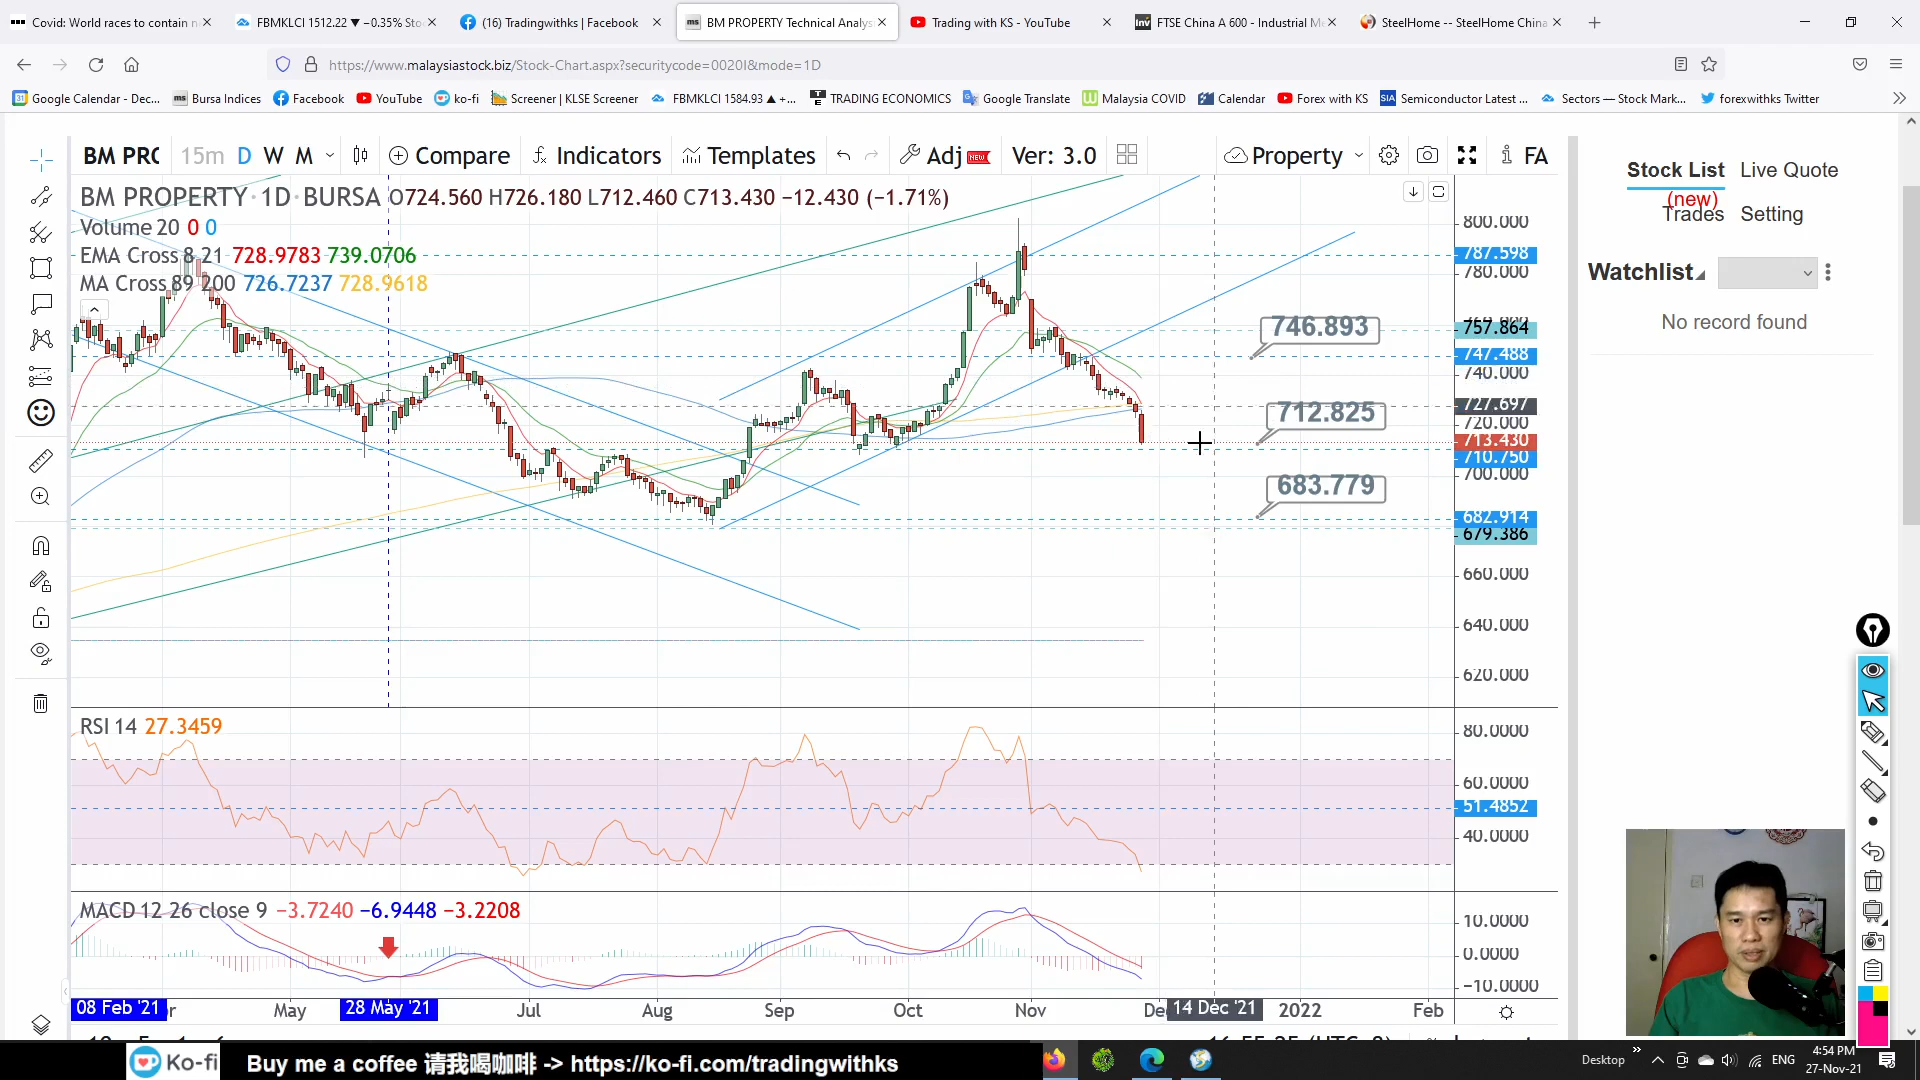 Covid: World races to contain n
FBMKLCI 1512.22 ▼ −0.35% Sto
(16) Tradingwithks | Facebook
BM PROPERTY Technical Analys
Trading with KS - YouTube
FTSE China A 600 - Industrial Me
SteelHome -- SteelHome China
https://www.malaysiastock.biz/Stock-Chart.aspx?securitycode=0020I&mode=1D
Google Calendar - Dec...
Bursa Indices
Facebook
YouTube
ko-fi
Screener | KLSE Screener
FBMKLCI 1584.93 ▲ +...
TRADING ECONOMICS
Google Translate
Malaysia COVID
Calendar
Forex with KS
Semiconductor Latest ...
Sectors — Stock Mark...
forexwithks Twitter
BM PRC 15m D W M Compare Indicators Templates Adj NEW Ver: 3.0 Property FA
BM PROPERTY · 1D · BURSA O724.560 H726.180 L712.460 C713.430 −12.430 (−1.71%)
Volume 20 0 0
EMA Cross 8 21 728.9783 739.0706
MA Cross 89 200 726.7237 728.9618
800.000
787.598
780.000
757.864
747.488
740.000
727.697
720.000
713.430
710.750
700.000
682.914
679.386
660.000
640.000
620.000
746.893
712.825
683.779
RSI 14 27.3459
80.0000
60.0000
51.4852
40.0000
MACD 12 26 close 9 −3.7240 −6.9448 −3.2208
10.0000
0.0000
−10.0000
08 Feb '21
May
28 May '21
Jul
Aug
Sep
Oct
Nov
14 Dec '21
2022
Feb
Stock List
Live Quote
(new)
Trades
Setting
Watchlist
No record found
Ko-fi
Buy me a coffee 请我喝咖啡 -> https://ko-fi.com/tradingwithks
Desktop
ENG
4:54 PM
27-Nov-21